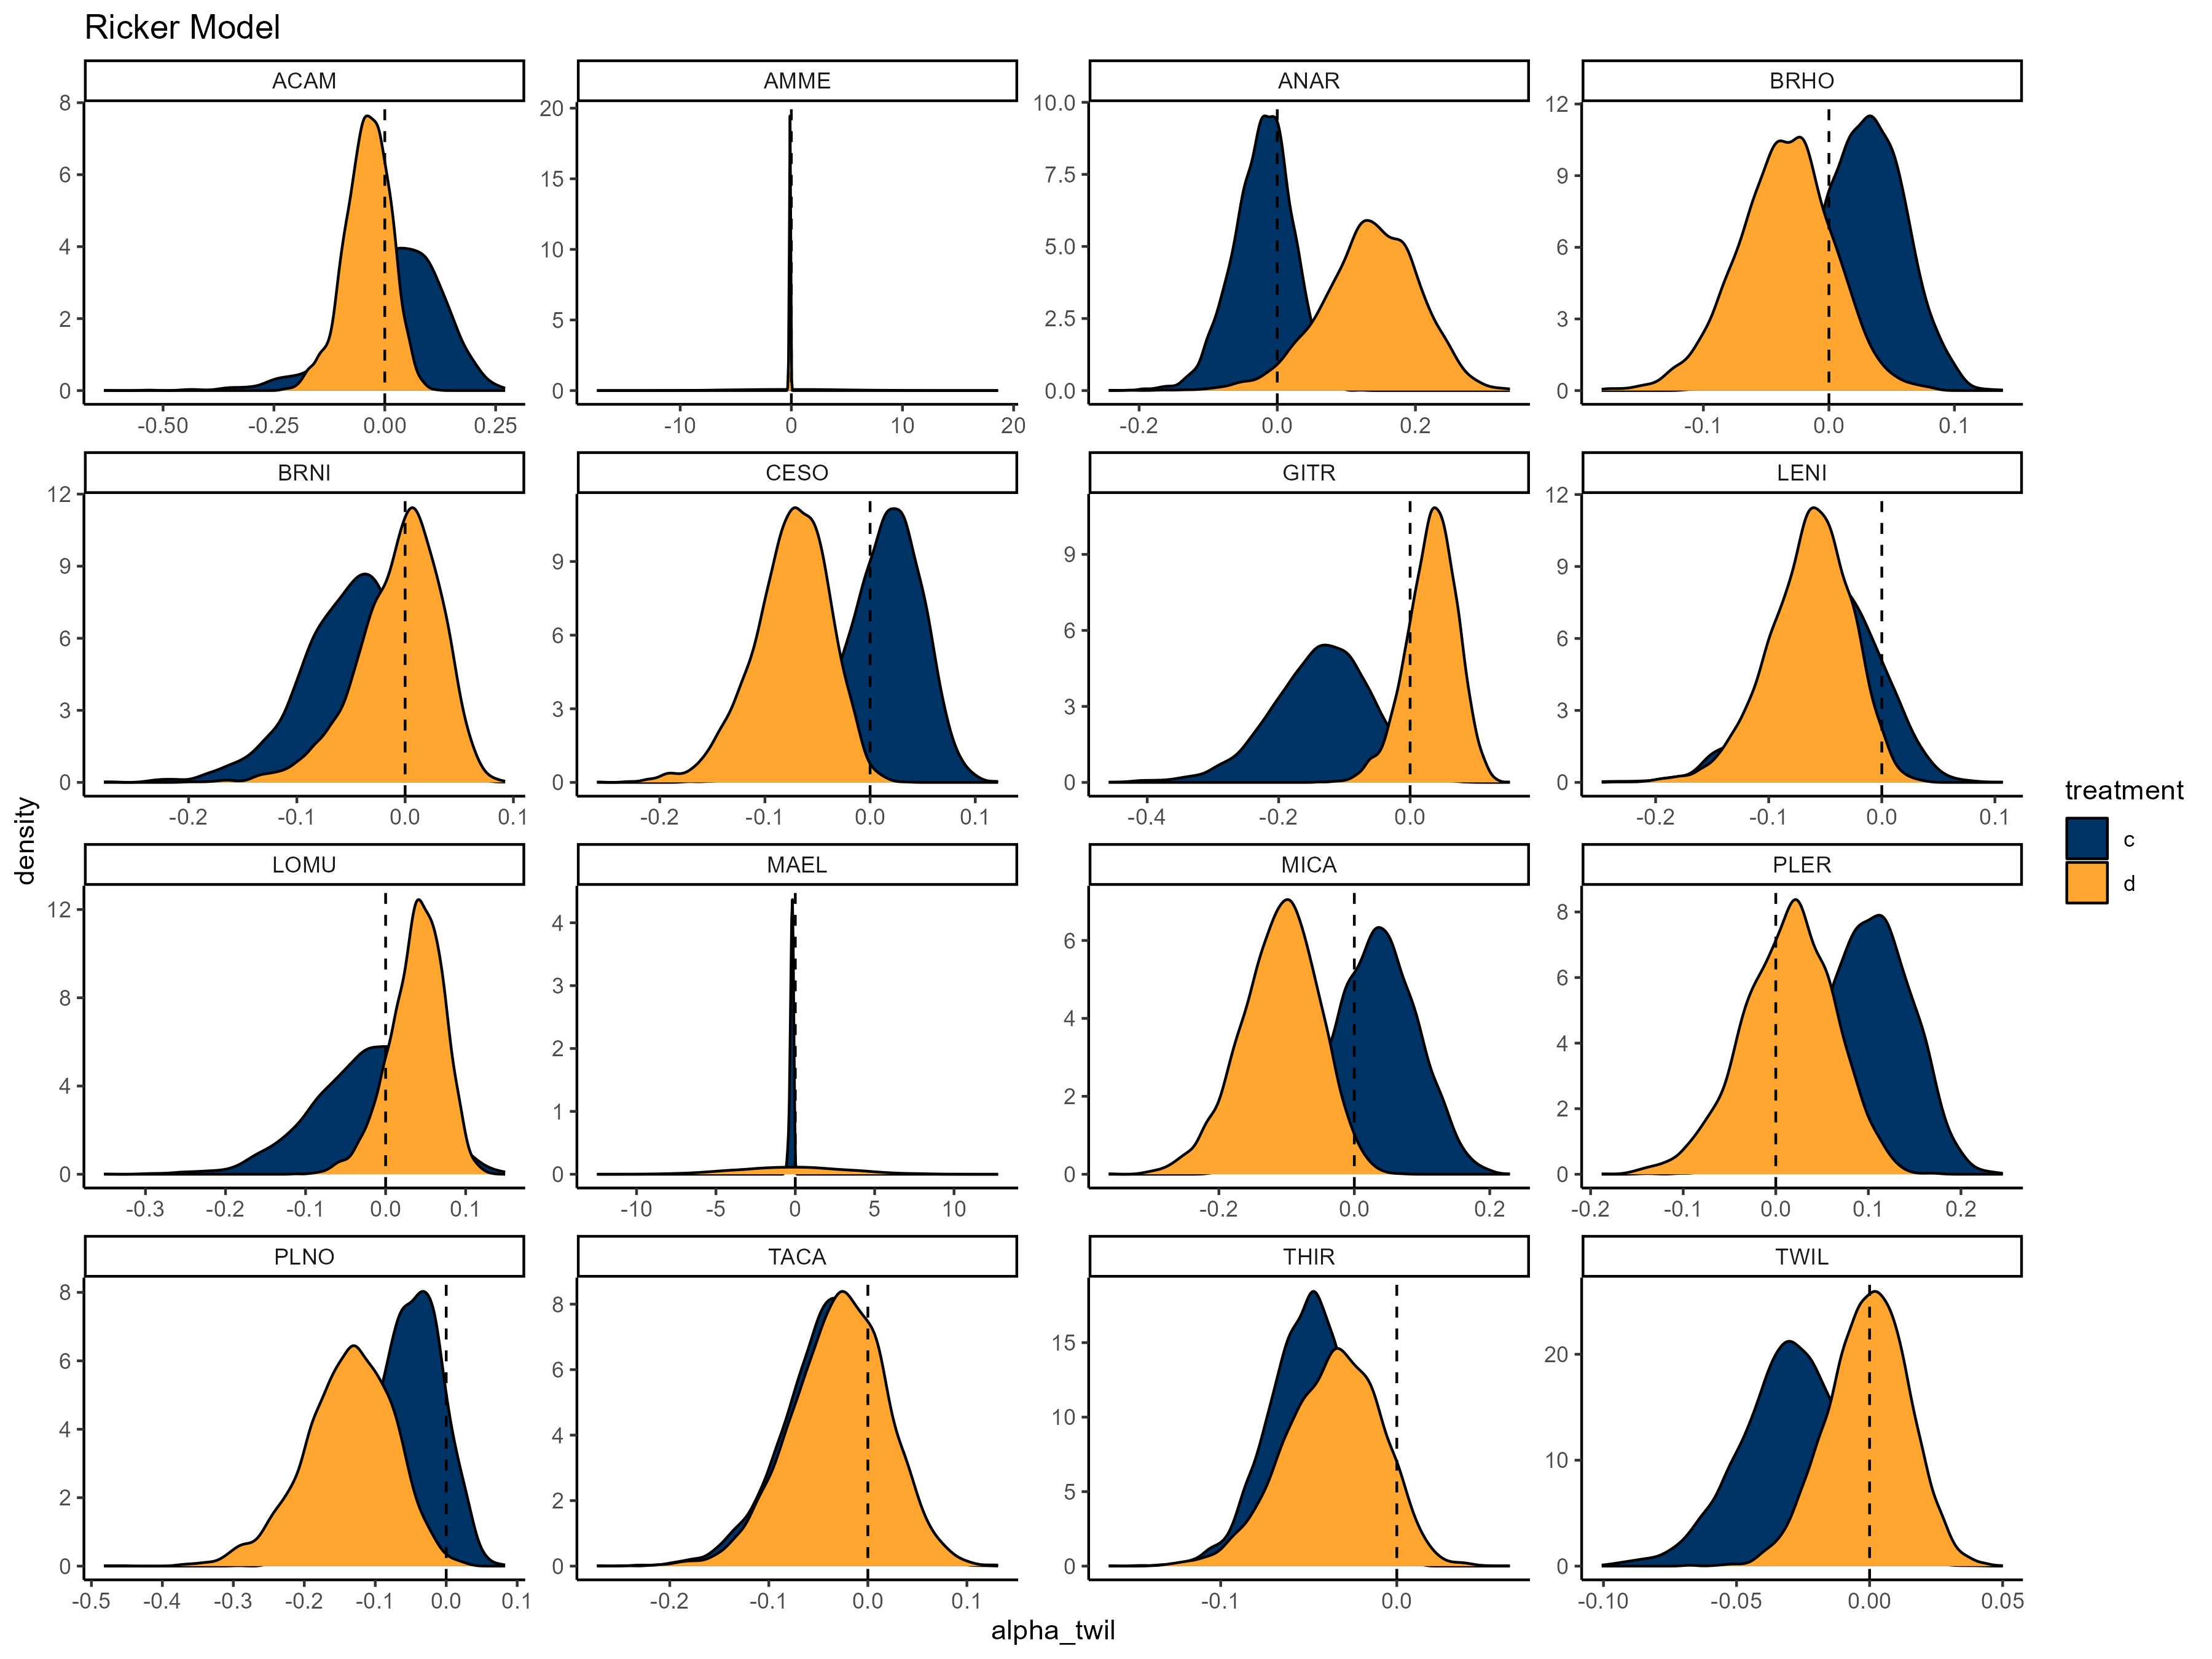 Ricker Model
ACAM AMME ANAR BRHO
8 6 4 2 0
20 15 10 5 0
10.0 7.5 5.0 2.5 0.0
12 9 6 3 0
-0.50 -0.25 0.00 0.25
-10 0 10 20
-0.2 0.0 0.2
-0.1 0.0 0.1
BRNI CESO GITR LENI
12 9 6 3 0
9 6 3 0
9 6 3 0
12 9 6 3 0
-0.2 -0.1 0.0 0.1
-0.2 -0.1 0.0 0.1
-0.4 -0.2 0.0
-0.2 -0.1 0.0 0.1
LOMU MAEL MICA PLER
12 8 4 0
4 3 2 1 0
6 4 2 0
8 6 4 2 0
-0.3 -0.2 -0.1 0.0 0.1
-10 -5 0 5 10
-0.2 0.0 0.2
-0.2 -0.1 0.0 0.1 0.2
PLNO TACA THIR TWIL
8 6 4 2 0
8 6 4 2 0
15 10 5 0
20 10 0
-0.5 -0.4 -0.3 -0.2 -0.1 0.0 0.1
-0.2 -0.1 0.0 0.1
-0.1 0.0
-0.10 -0.05 0.00 0.05
alpha_twil
density
treatment
c
d